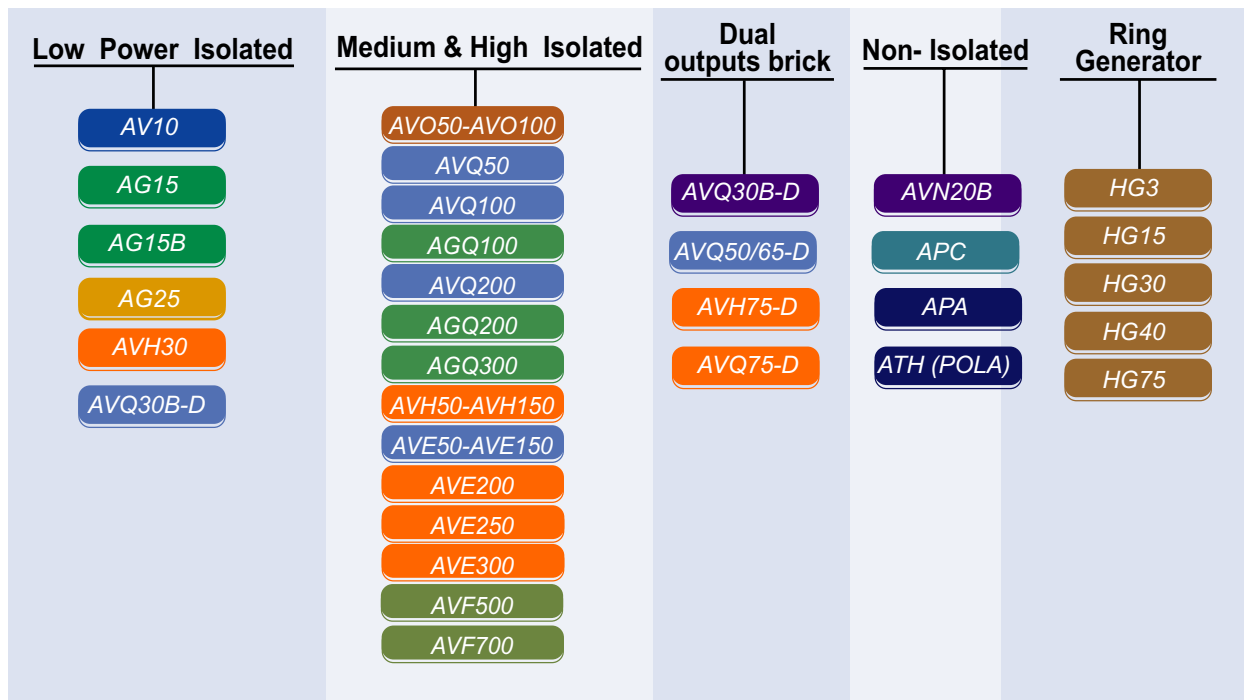 Low Power Isolated
AV10
AG15
AG15B
AG25
AVH30
AVQ30B-D
Medium & High Isolated
AVO50-AVO100
AVQ50
AVQ100
AGQ100
AVQ200
AGQ200
AGQ300
AVH50-AVH150
AVE50-AVE150
AVE200
AVE250
AVE300
AVF500
AVF700
Dual
outputs brick
AVQ30B-D
AVQ50/65-D
AVH75-D
AVQ75-D
Non- Isolated
AVN20B
APC
APA
ATH (POLA)
Ring
Generator
HG3
HG15
HG30
HG40
HG75